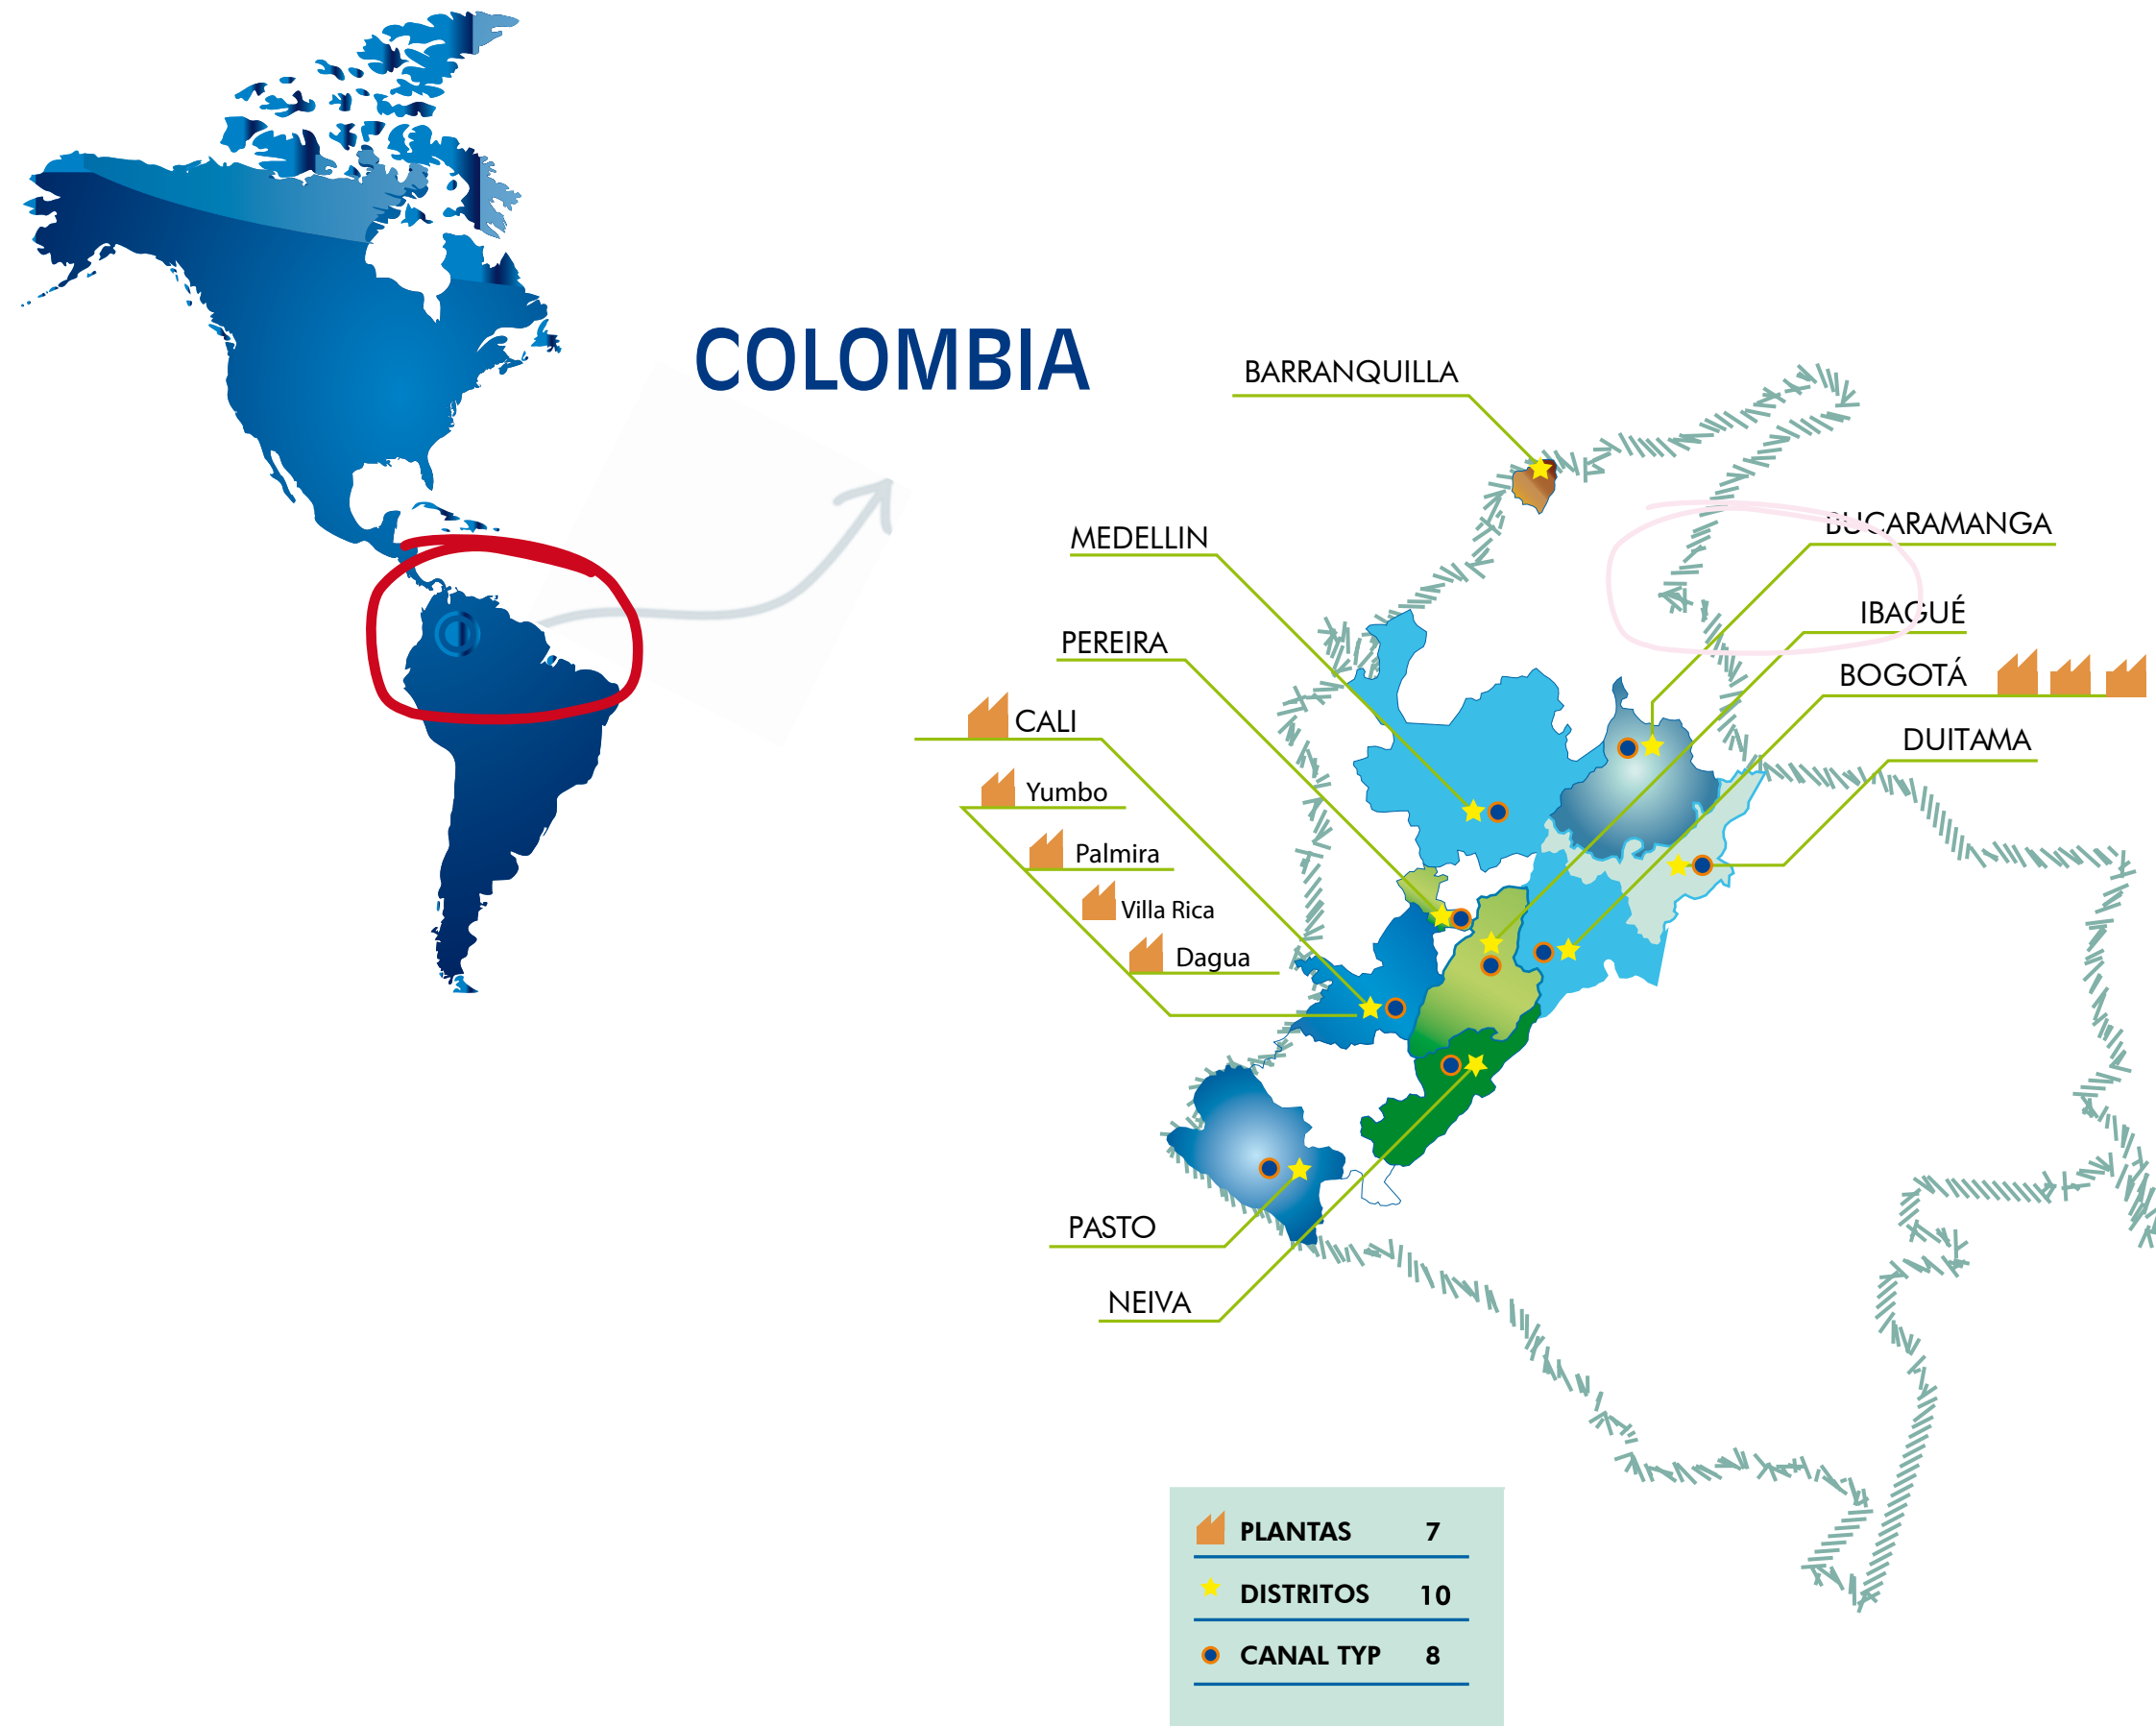 COLOMBIA
BARRANQUILLA
MEDELLIN
BUCARAMANGA
PEREIRA
IBAGUÉ
BOGOTÁ
CALI
DUITAMA
Yumbo
Palmira
Villa Rica
Dagua
PASTO
NEIVA
PLANTAS 7
DISTRITOS 10
CANAL TYP 8